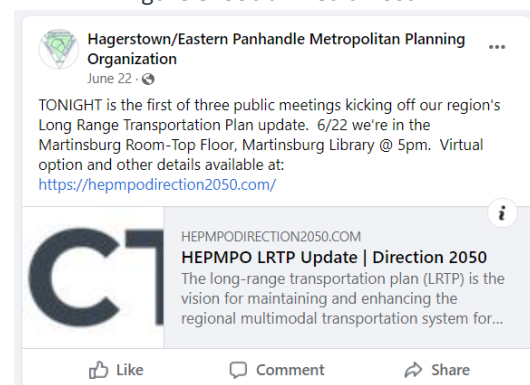 Hagerstown/Eastern Panhandle Metropolitan Planning
Organization
June 22 ·
TONIGHT is the first of three public meetings kicking off our region's
Long Range Transportation Plan update. 6/22 we're in the
Martinsburg Room-Top Floor, Martinsburg Library @ 5pm. Virtual
option and other details available at:
https://hepmpodirection2050.com/
CT
i
HEPMPODIRECTION2050.COM
HEPMPO LRTP Update | Direction 2050
The long-range transportation plan (LRTP) is the
vision for maintaining and enhancing the
regional multimodal transportation system for...
Like Comment Share